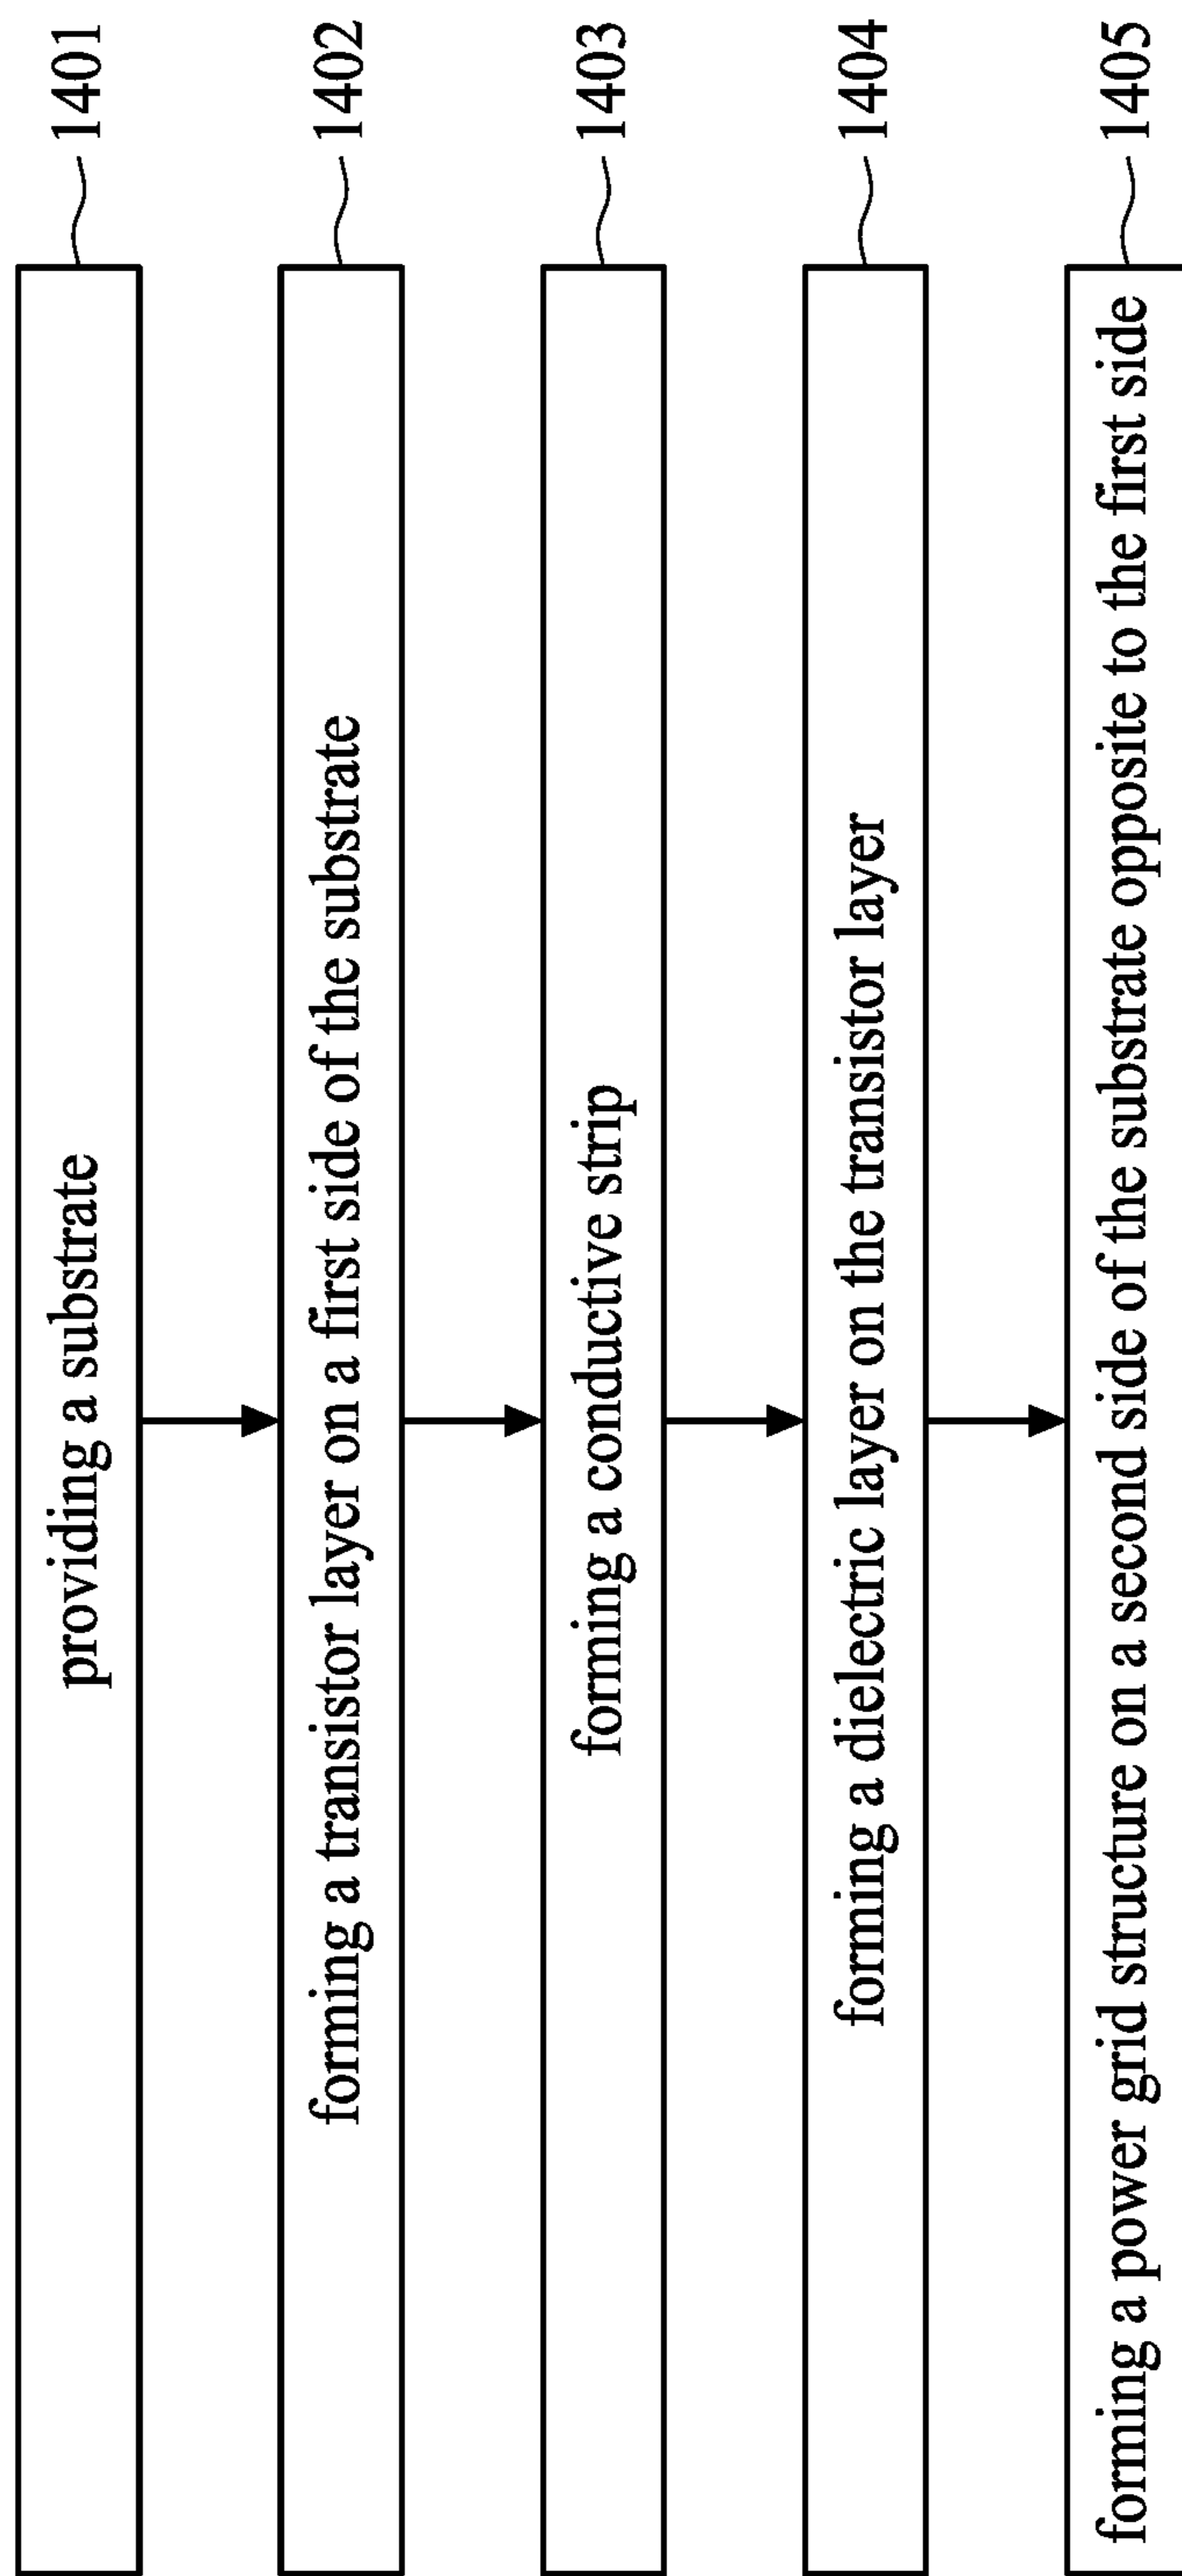 providing a substrate
1401
forming a transistor layer on a first side of the substrate
1402
forming a conductive strip
1403
forming a dielectric layer on the transistor layer
1404
forming a power grid structure on a second side of the substrate opposite to the first side
1405